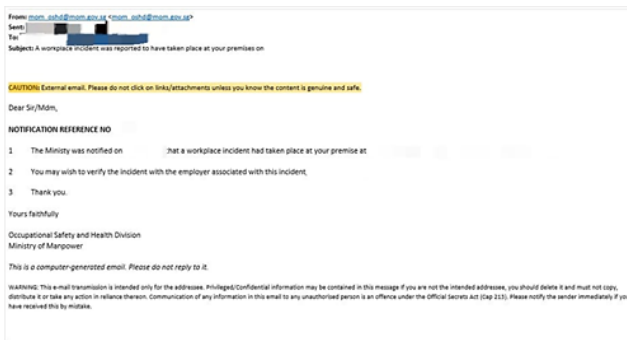 From: mom_oshd@mom.gov.sg <mom_oshd@mom.gov.sg>
Sent:
To:
Subject: A workplace incident was reported to have taken place at your premises on
CAUTION: External email. Please do not click on links/attachments unless you know the content is genuine and safe.
Dear Sir/Mdm,
NOTIFICATION REFERENCE NO
1 The Ministy was notified on that a workplace incident had taken place at your premise at
2 You may wish to verify the incident with the employer associated with this incident.
3 Thank you.
Yours faithfully
Occupational Safety and Health Division
Ministry of Manpower
This is a computer-generated email. Please do not reply to it.
WARNING: This e-mail transmission is intended only for the addressee. Privileged/Confidential information may be contained in this message If you are not the intended addressee, you should delete it and must not copy,
distribute it or take any action in reliance thereon. Communication of any information in this email to any unauthorised person is an offence under the Official Secrets Act (Cap 213). Please notify the sender immediately if you
have received this by mistake.